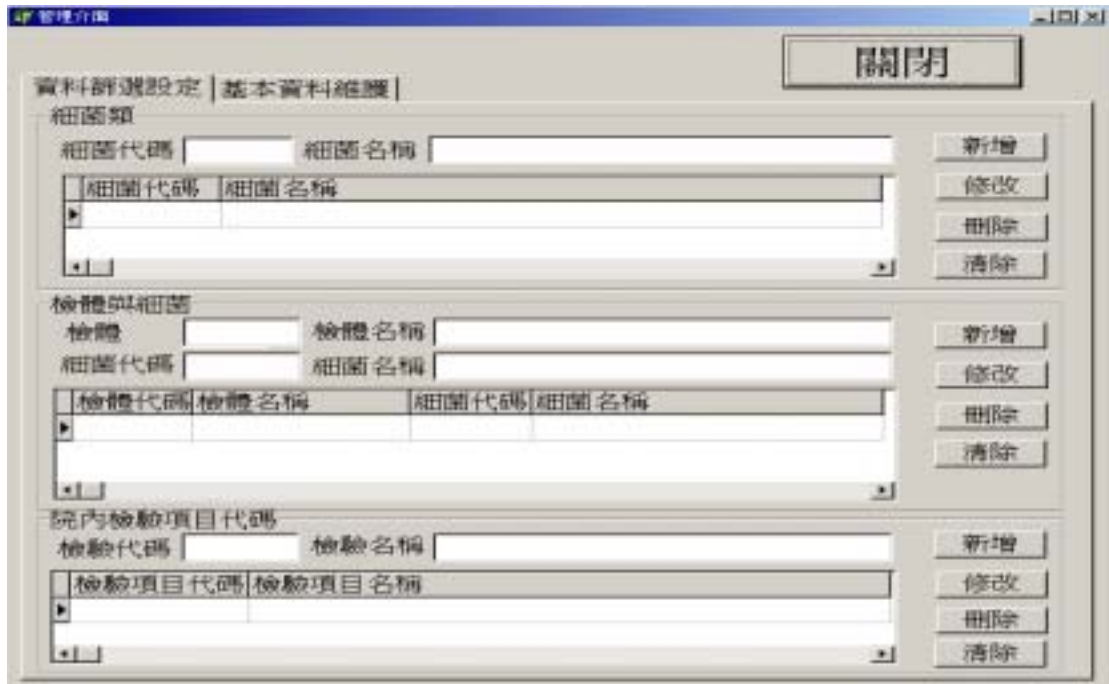 管理介面
關閉
資料篩選設定 基本資料維護
細菌類
細菌代碼 細菌名稱 新增
細菌代碼 細菌名稱 修改
刪除
清除
檢體與細菌
檢體 檢體名稱 新增
細菌代碼 細菌名稱 修改
檢體代碼 檢體名稱 細菌代碼 細菌名稱 刪除
清除
院內檢驗項目代碼
檢驗代碼 檢驗名稱 新增
檢驗項目代碼 檢驗項目名稱 修改
刪除
清除